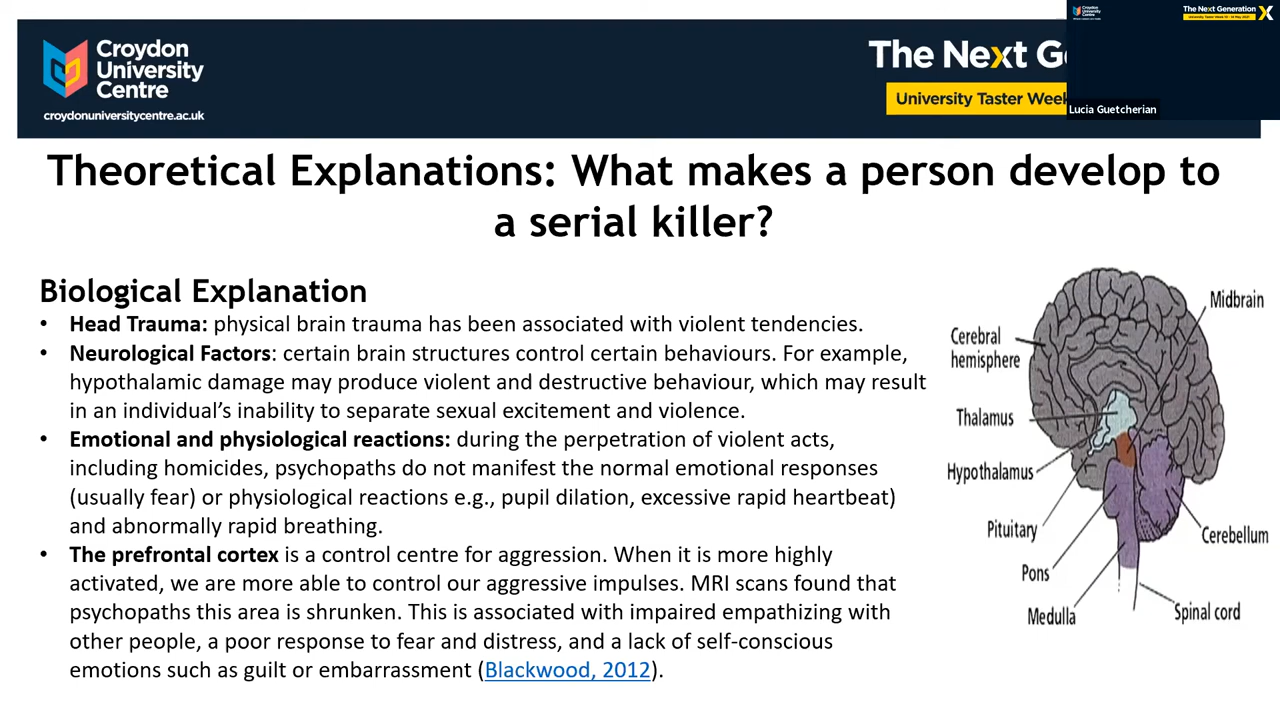 Croydon
University
Centre
croydonuniversitycentre.ac.uk
The Next Ge
University Taster Week
Croydon
University
Centre
The Next Generation
Lucia Guetcherian
Theoretical Explanations: What makes a person develop to
a serial killer?
Biological Explanation
• Head Trauma: physical brain trauma has been associated with violent tendencies.
• Neurological Factors: certain brain structures control certain behaviours. For example,
hypothalamic damage may produce violent and destructive behaviour, which may result
in an individual's inability to separate sexual excitement and violence.
• Emotional and physiological reactions: during the perpetration of violent acts,
including homicides, psychopaths do not manifest the normal emotional responses
(usually fear) or physiological reactions e.g., pupil dilation, excessive rapid heartbeat)
and abnormally rapid breathing.
• The prefrontal cortex is a control centre for aggression. When it is more highly
activated, we are more able to control our aggressive impulses. MRI scans found that
psychopaths this area is shrunken. This is associated with impaired empathizing with
other people, a poor response to fear and distress, and a lack of self-conscious
emotions such as guilt or embarrassment (Blackwood, 2012).
Midbrain
Cerebral
hemisphere
Thalamus
Hypothalamus
Pituitary
Cerebellum
Pons
Medulla
Spinal cord